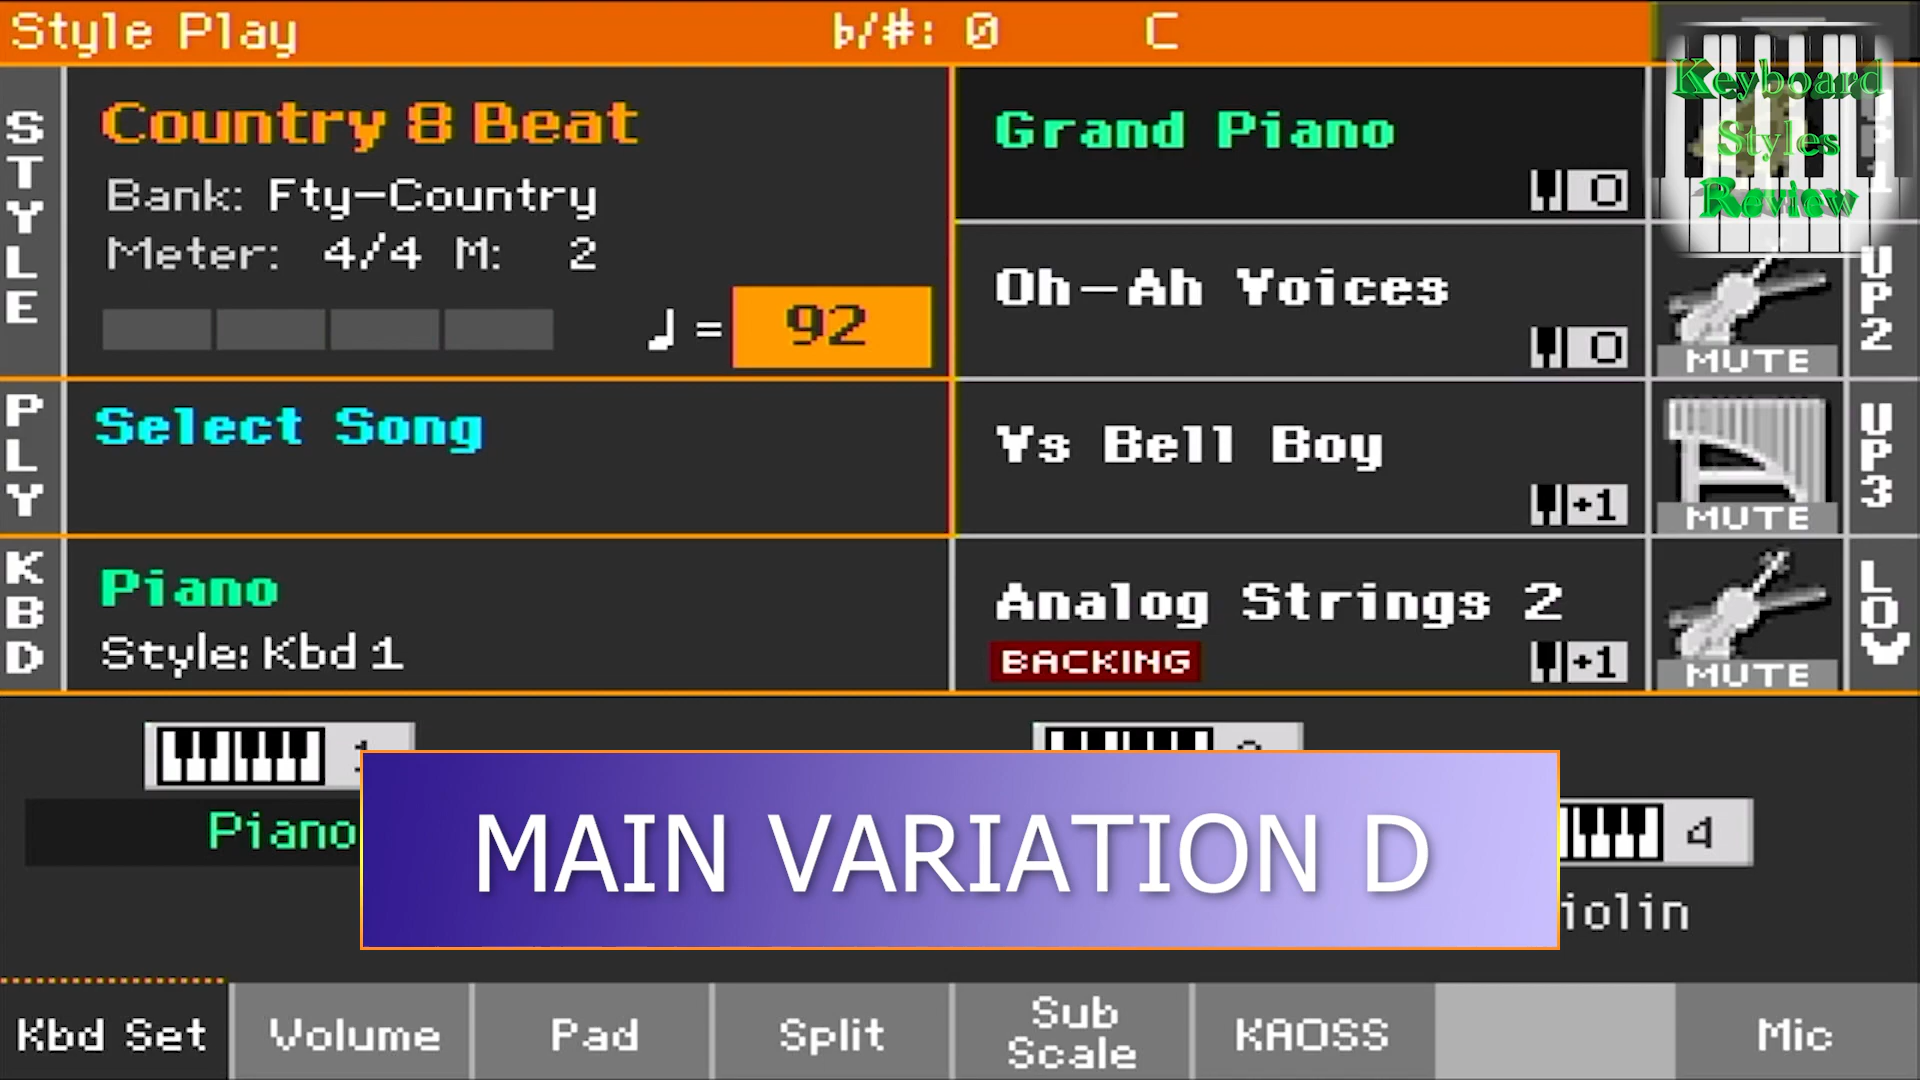 Style Play ♭/#: 0 C
Keyboard
Styles
Review
STYLE
Country 8 Beat
Bank: Fty-Country
Meter: 4/4 M: 2
♩ = 92
Grand Piano
0
Oh-Ah Voices
0
MUTE
UP2
PLY
Select Song
Vs Bell Boy
+1
MUTE
UP3
KBD
Piano
Style: Kbd 1
Analog Strings 2
BACKING
+1
MUTE
LOW
Piano
4
MAIN VARIATION D
iolin
Kbd Set
Volume
Pad
Split
Sub
Scale
KAOSS
Mic